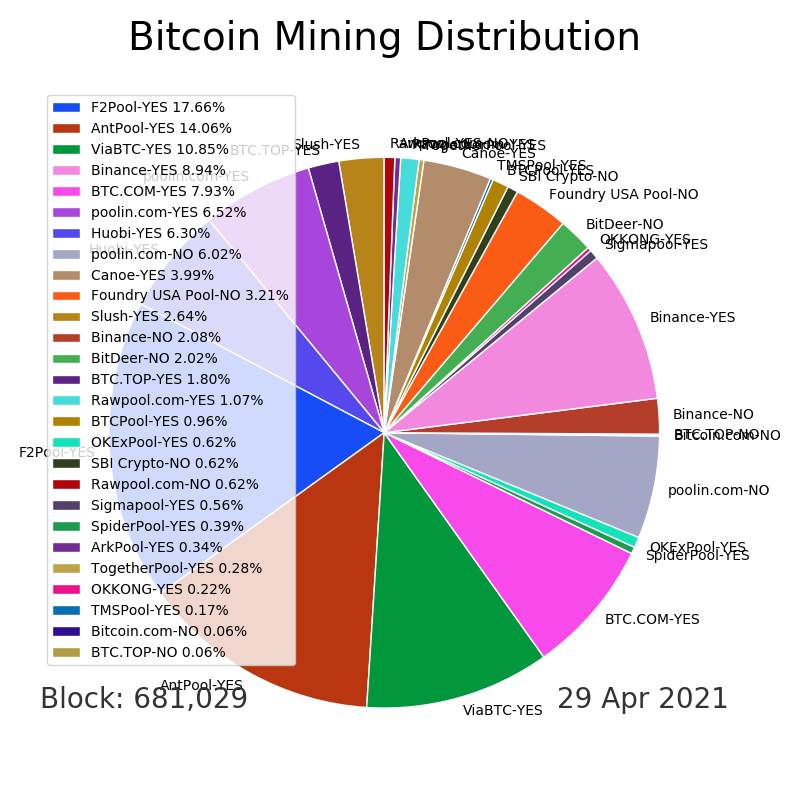 Bitcoin Mining Distribution
F2Pool-YES 17.66%
AntPool-YES 14.06%
ViaBTC-YES 10.85%
Binance-YES 8.94%
BTC.COM-YES 7.93%
poolin.com-YES 6.52%
Huobi-YES 6.30%
poolin.com-NO 6.02%
Canoe-YES 3.99%
Foundry USA Pool-NO 3.21%
Slush-YES 2.64%
Binance-NO 2.08%
BitDeer-NO 2.02%
BTC.TOP-YES 1.80%
Rawpool.com-YES 1.07%
BTCPool-YES 0.96%
OKExPool-YES 0.62%
SBI Crypto-NO 0.62%
Rawpool.com-NO 0.62%
Sigmapool-YES 0.56%
SpiderPool-YES 0.39%
ArkPool-YES 0.34%
TogetherPool-YES 0.28%
OKKONG-YES 0.22%
TMSPool-YES 0.17%
Bitcoin.com-NO 0.06%
BTC.TOP-NO 0.06%
Slush-YES
BTC.TOP-YES
poolin.com-YES
Huobi-YES
F2Pool-YES
AntPool-YES
ViaBTC-YES
BTC.COM-YES
SpiderPool-YES
OKExPool-YES
poolin.com-NO
Bitcoin.com-NO
BTC.TOP-NO
Binance-NO
Binance-YES
Sigmapool-YES
OKKONG-YES
BitDeer-NO
Foundry USA Pool-NO
SBI Crypto-NO
BTCPool-YES
TMSPool-YES
Canoe-YES
Block: 681,029
29 Apr 2021